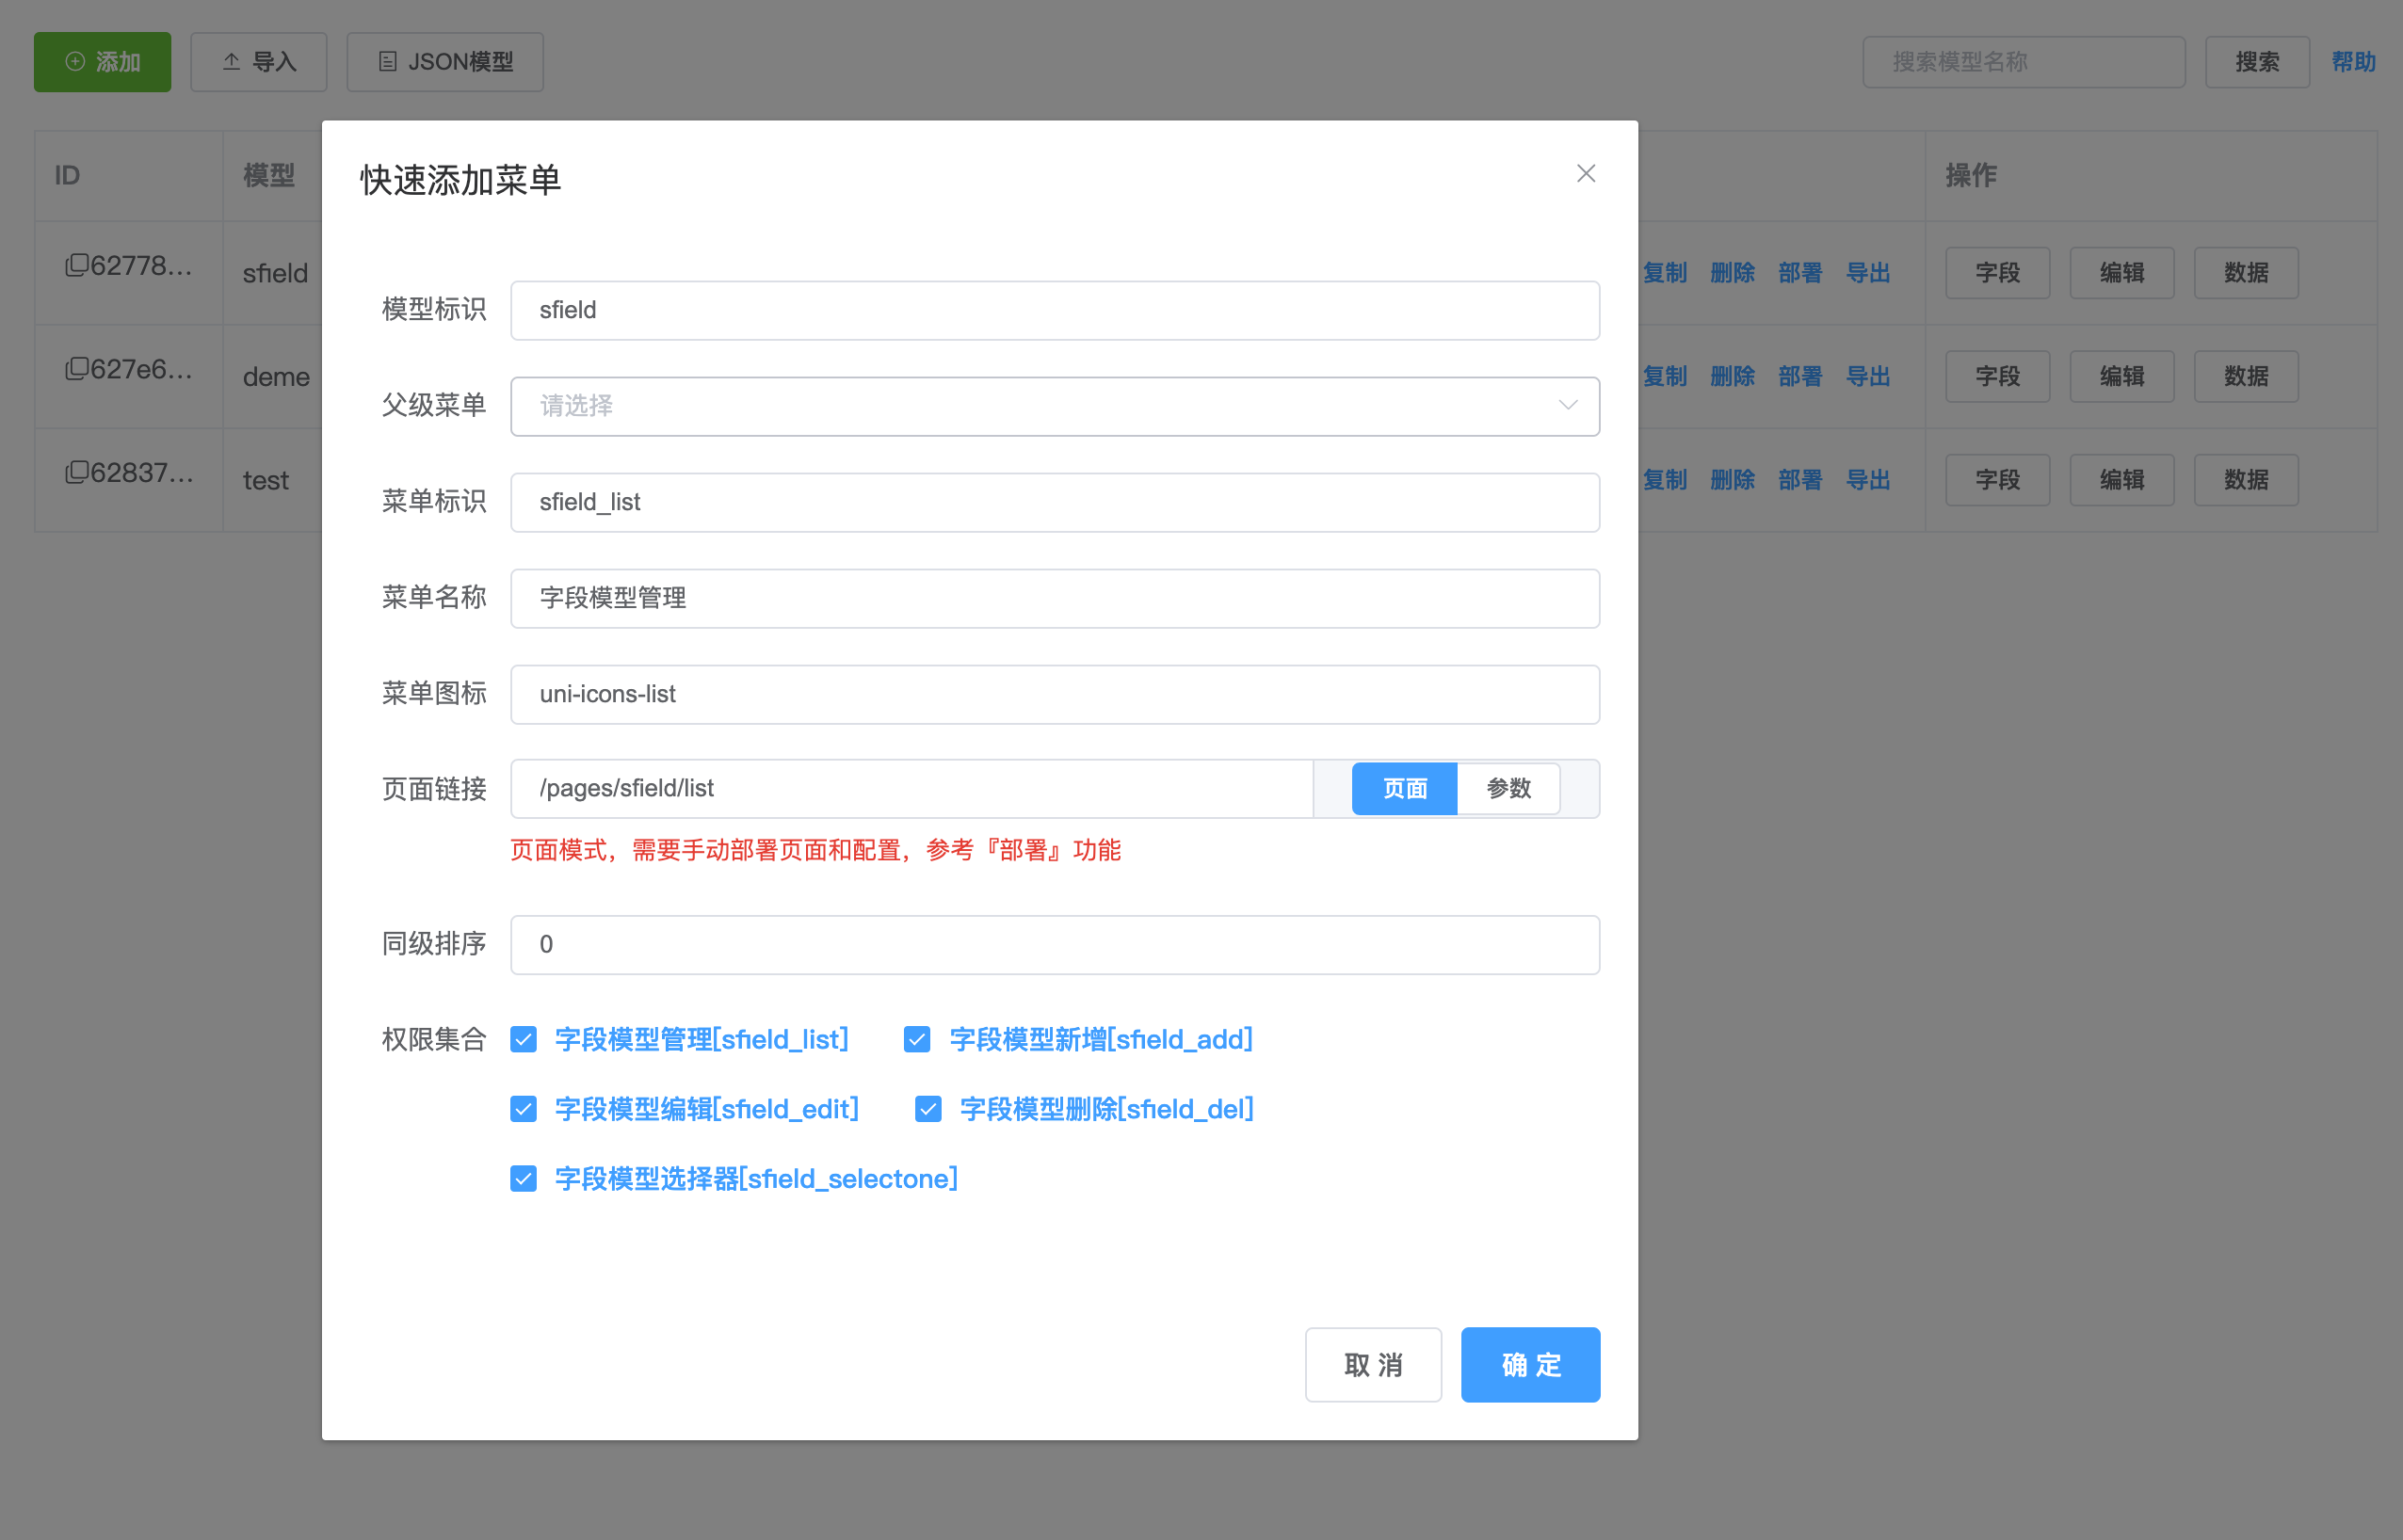 添加 导入 JSON模型 搜索模型名称 搜索 帮助
ID 模型 操作
快速添加菜单
62778... sfield 复制 删除 部署 导出 字段 编辑 数据
模型标识 sfield
627e6... deme 复制 删除 部署 导出 字段 编辑 数据
父级菜单 请选择
62837... test 复制 删除 部署 导出 字段 编辑 数据
菜单标识 sfield_list
菜单名称 字段模型管理
菜单图标 uni-icons-list
页面链接 /pages/sfield/list 页面 参数
页面模式，需要手动部署页面和配置，参考『部署』功能
同级排序 0
权限集合 字段模型管理[sfield_list] 字段模型新增[sfield_add]
字段模型编辑[sfield_edit] 字段模型删除[sfield_del]
字段模型选择器[sfield_selectone]
取 消 确 定